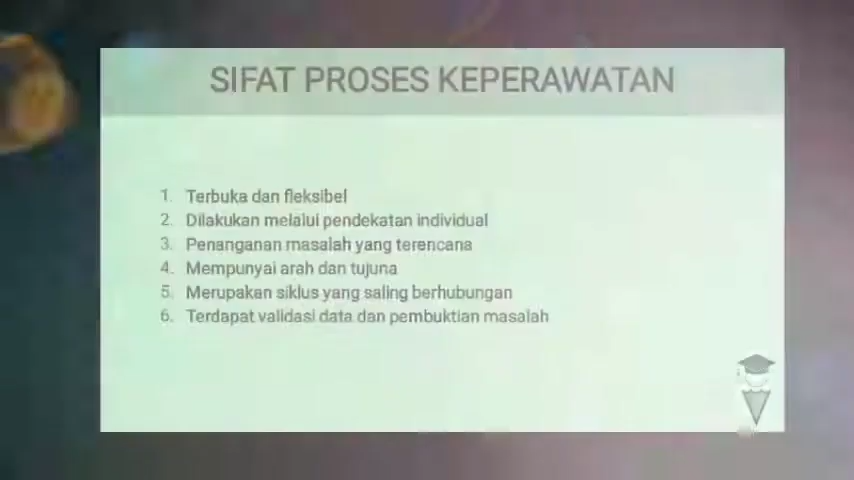 SIFAT PROSES KEPERAWATAN
1. Terbuka dan fleksibel
2. Dilakukan melalui pendekatan individual
3. Penanganan masalah yang terencana
4. Mempunyai arah dan tujuna
5. Merupakan siklus yang saling berhubungan
6. Terdapat validasi data dan pembuktian masalah